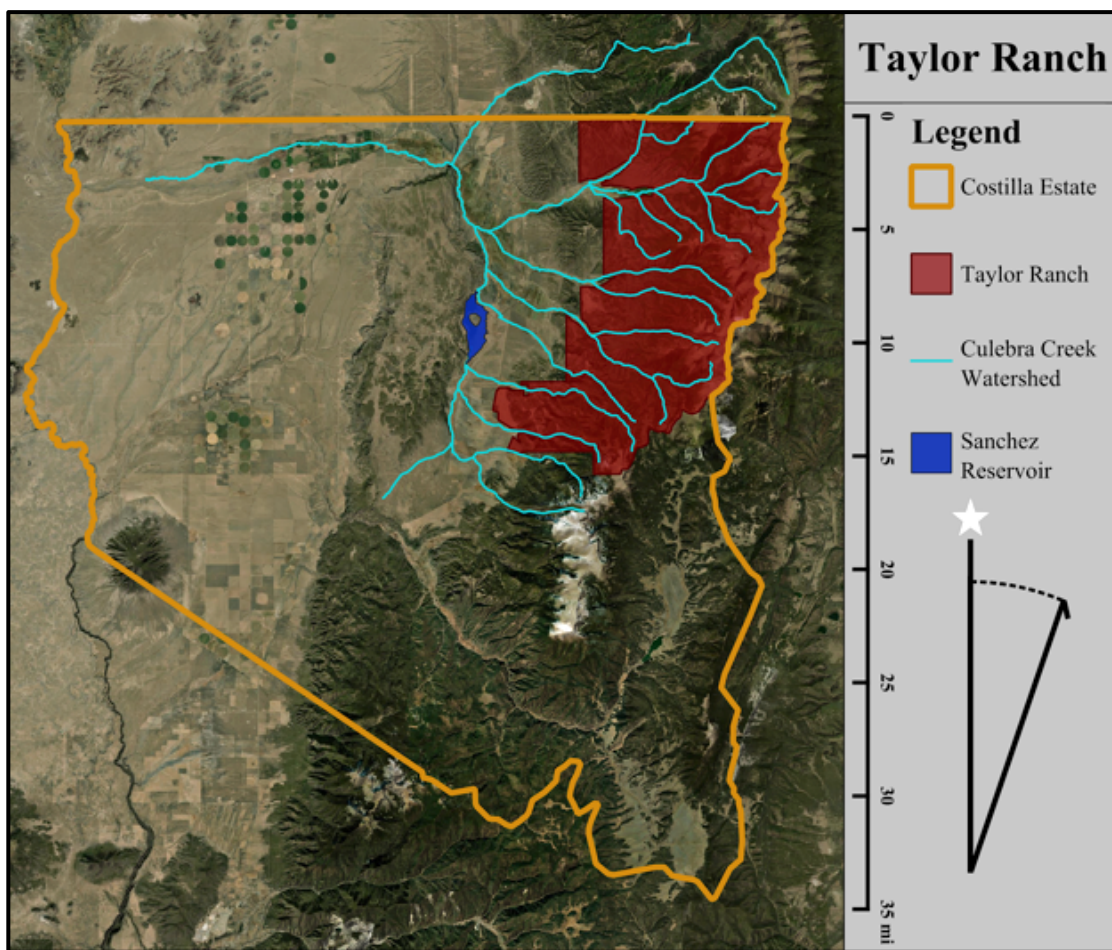 Taylor Ranch
Legend
Costilla Estate
Taylor Ranch
Culebra Creek
Watershed
Sanchez
Reservoir
0
5
10
15
20
25
30
35 mi